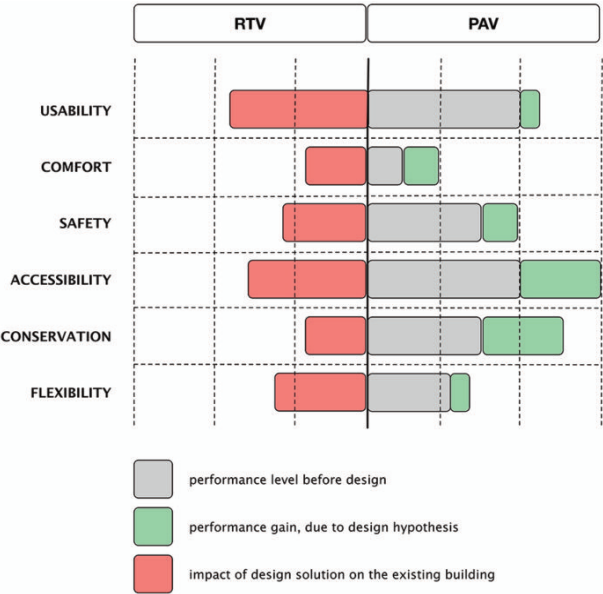 RTV
PAV
USABILITY
COMFORT
SAFETY
ACCESSIBILITY
CONSERVATION
FLEXIBILITY
performance level before design
performance gain, due to design hypothesis
impact of design solution on the existing building